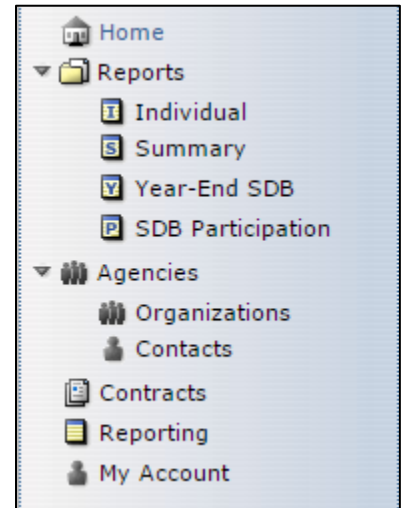 Home
Reports
I Individual
S Summary
Y Year-End SDB
P SDB Participation
Agencies
Organizations
Contacts
Contracts
Reporting
My Account